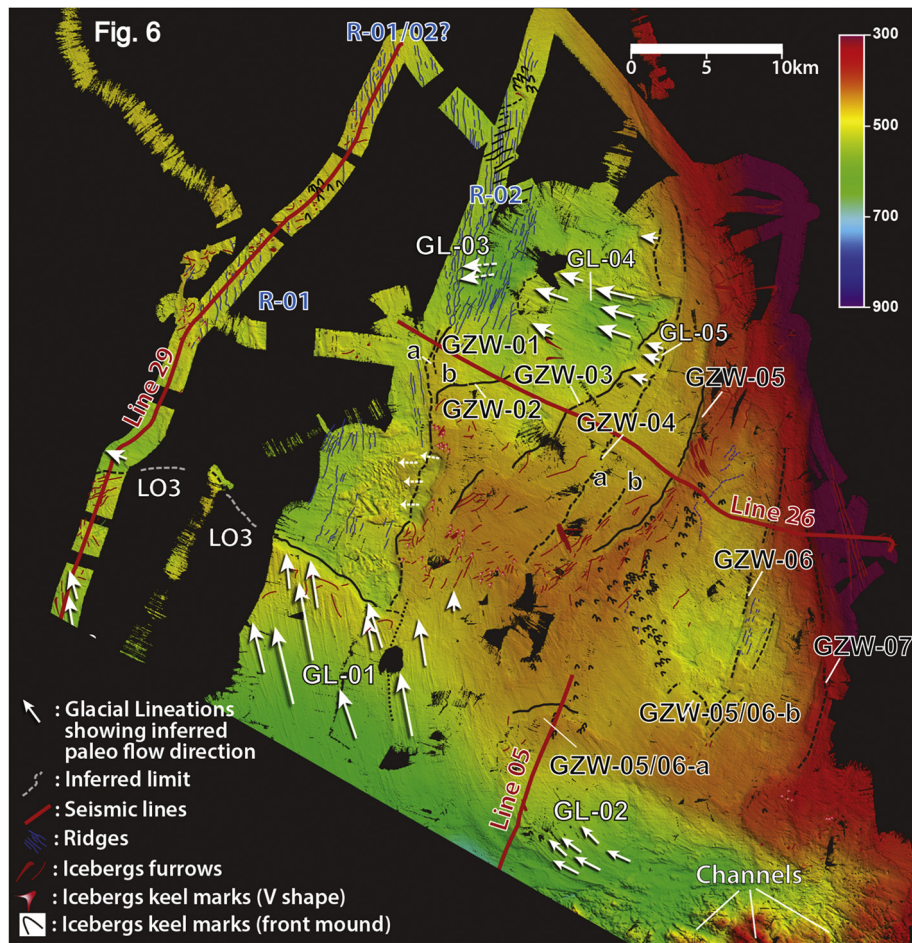 Fig. 6
R-01/02?
0
5
10km
300
500
700
900
R-02
GL-03
GL-04
R-01
GL-05
GZW-01
a
b
GZW-03
GZW-05
GZW-02
GZW-04
Line 29
a
b
LO3
Line 26
LO3
GZW-06
GZW-07
GL-01
GZW-05/06-b
: Glacial Lineations
showing inferred
paleo flow direction
GZW-05/06-a
: Inferred limit
Line 05
: Seismic lines
GL-02
: Ridges
: Icebergs furrows
Channels
: Icebergs keel marks (V shape)
: Icebergs keel marks (front mound)